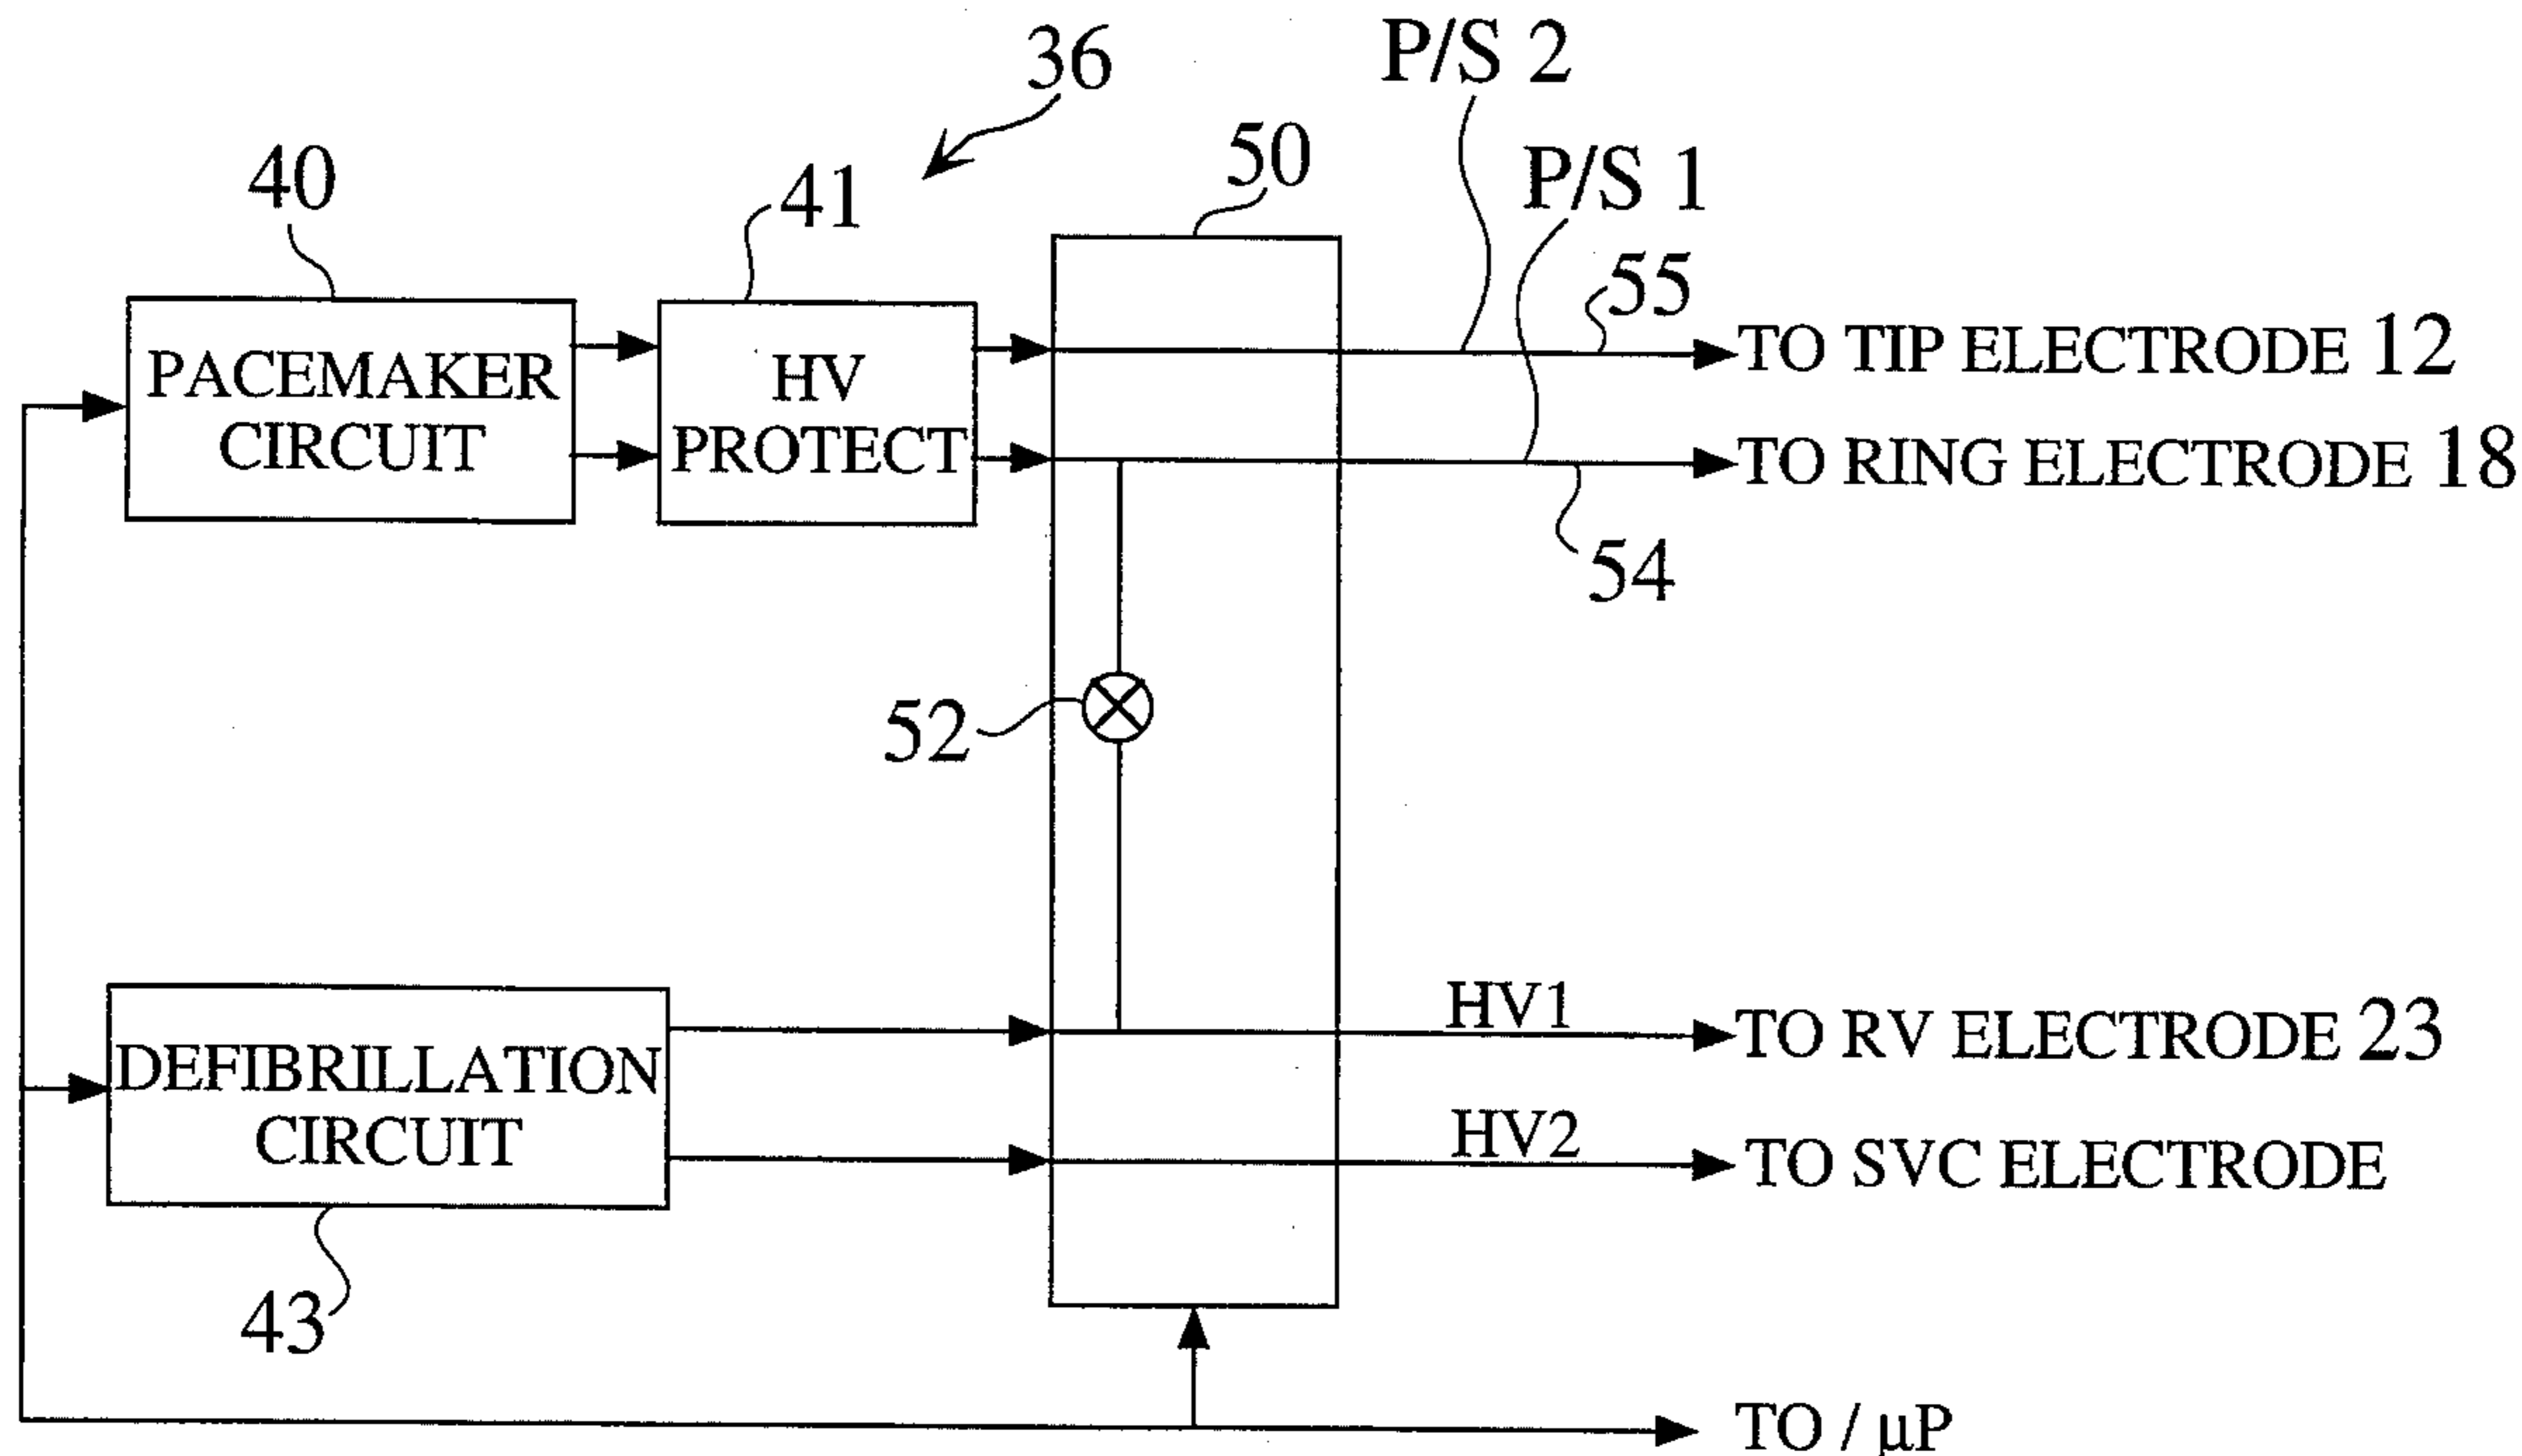 36
P/S 2
40
41
50
P/S 1
55
PACEMAKER
CIRCUIT
HV
PROTECT
TO TIP ELECTRODE 12
TO RING ELECTRODE 18
54
52
DEFIBRILLATION
CIRCUIT
HV1
TO RV ELECTRODE 23
HV2
TO SVC ELECTRODE
43
TO / μP